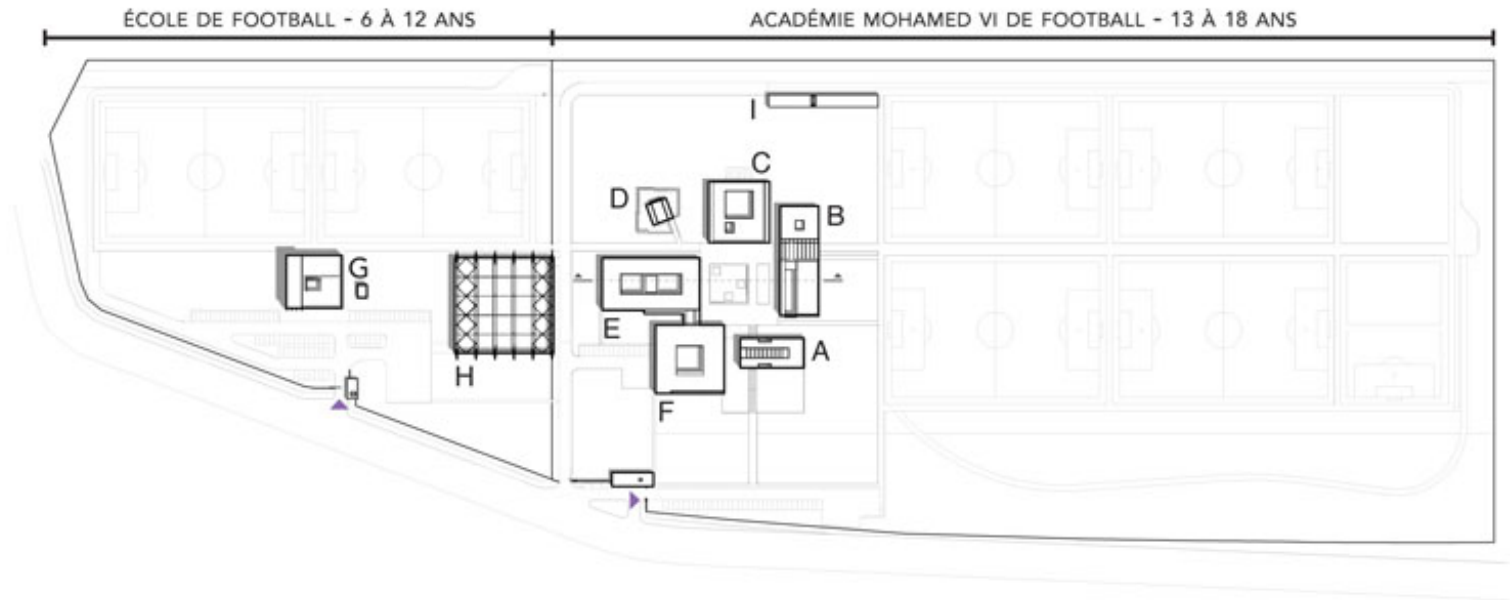 ÉCOLE DE FOOTBALL - 6 À 12 ANS
ACADÉMIE MOHAMED VI DE FOOTBALL - 13 À 18 ANS
I
C
D
B
G
E
A
H
F